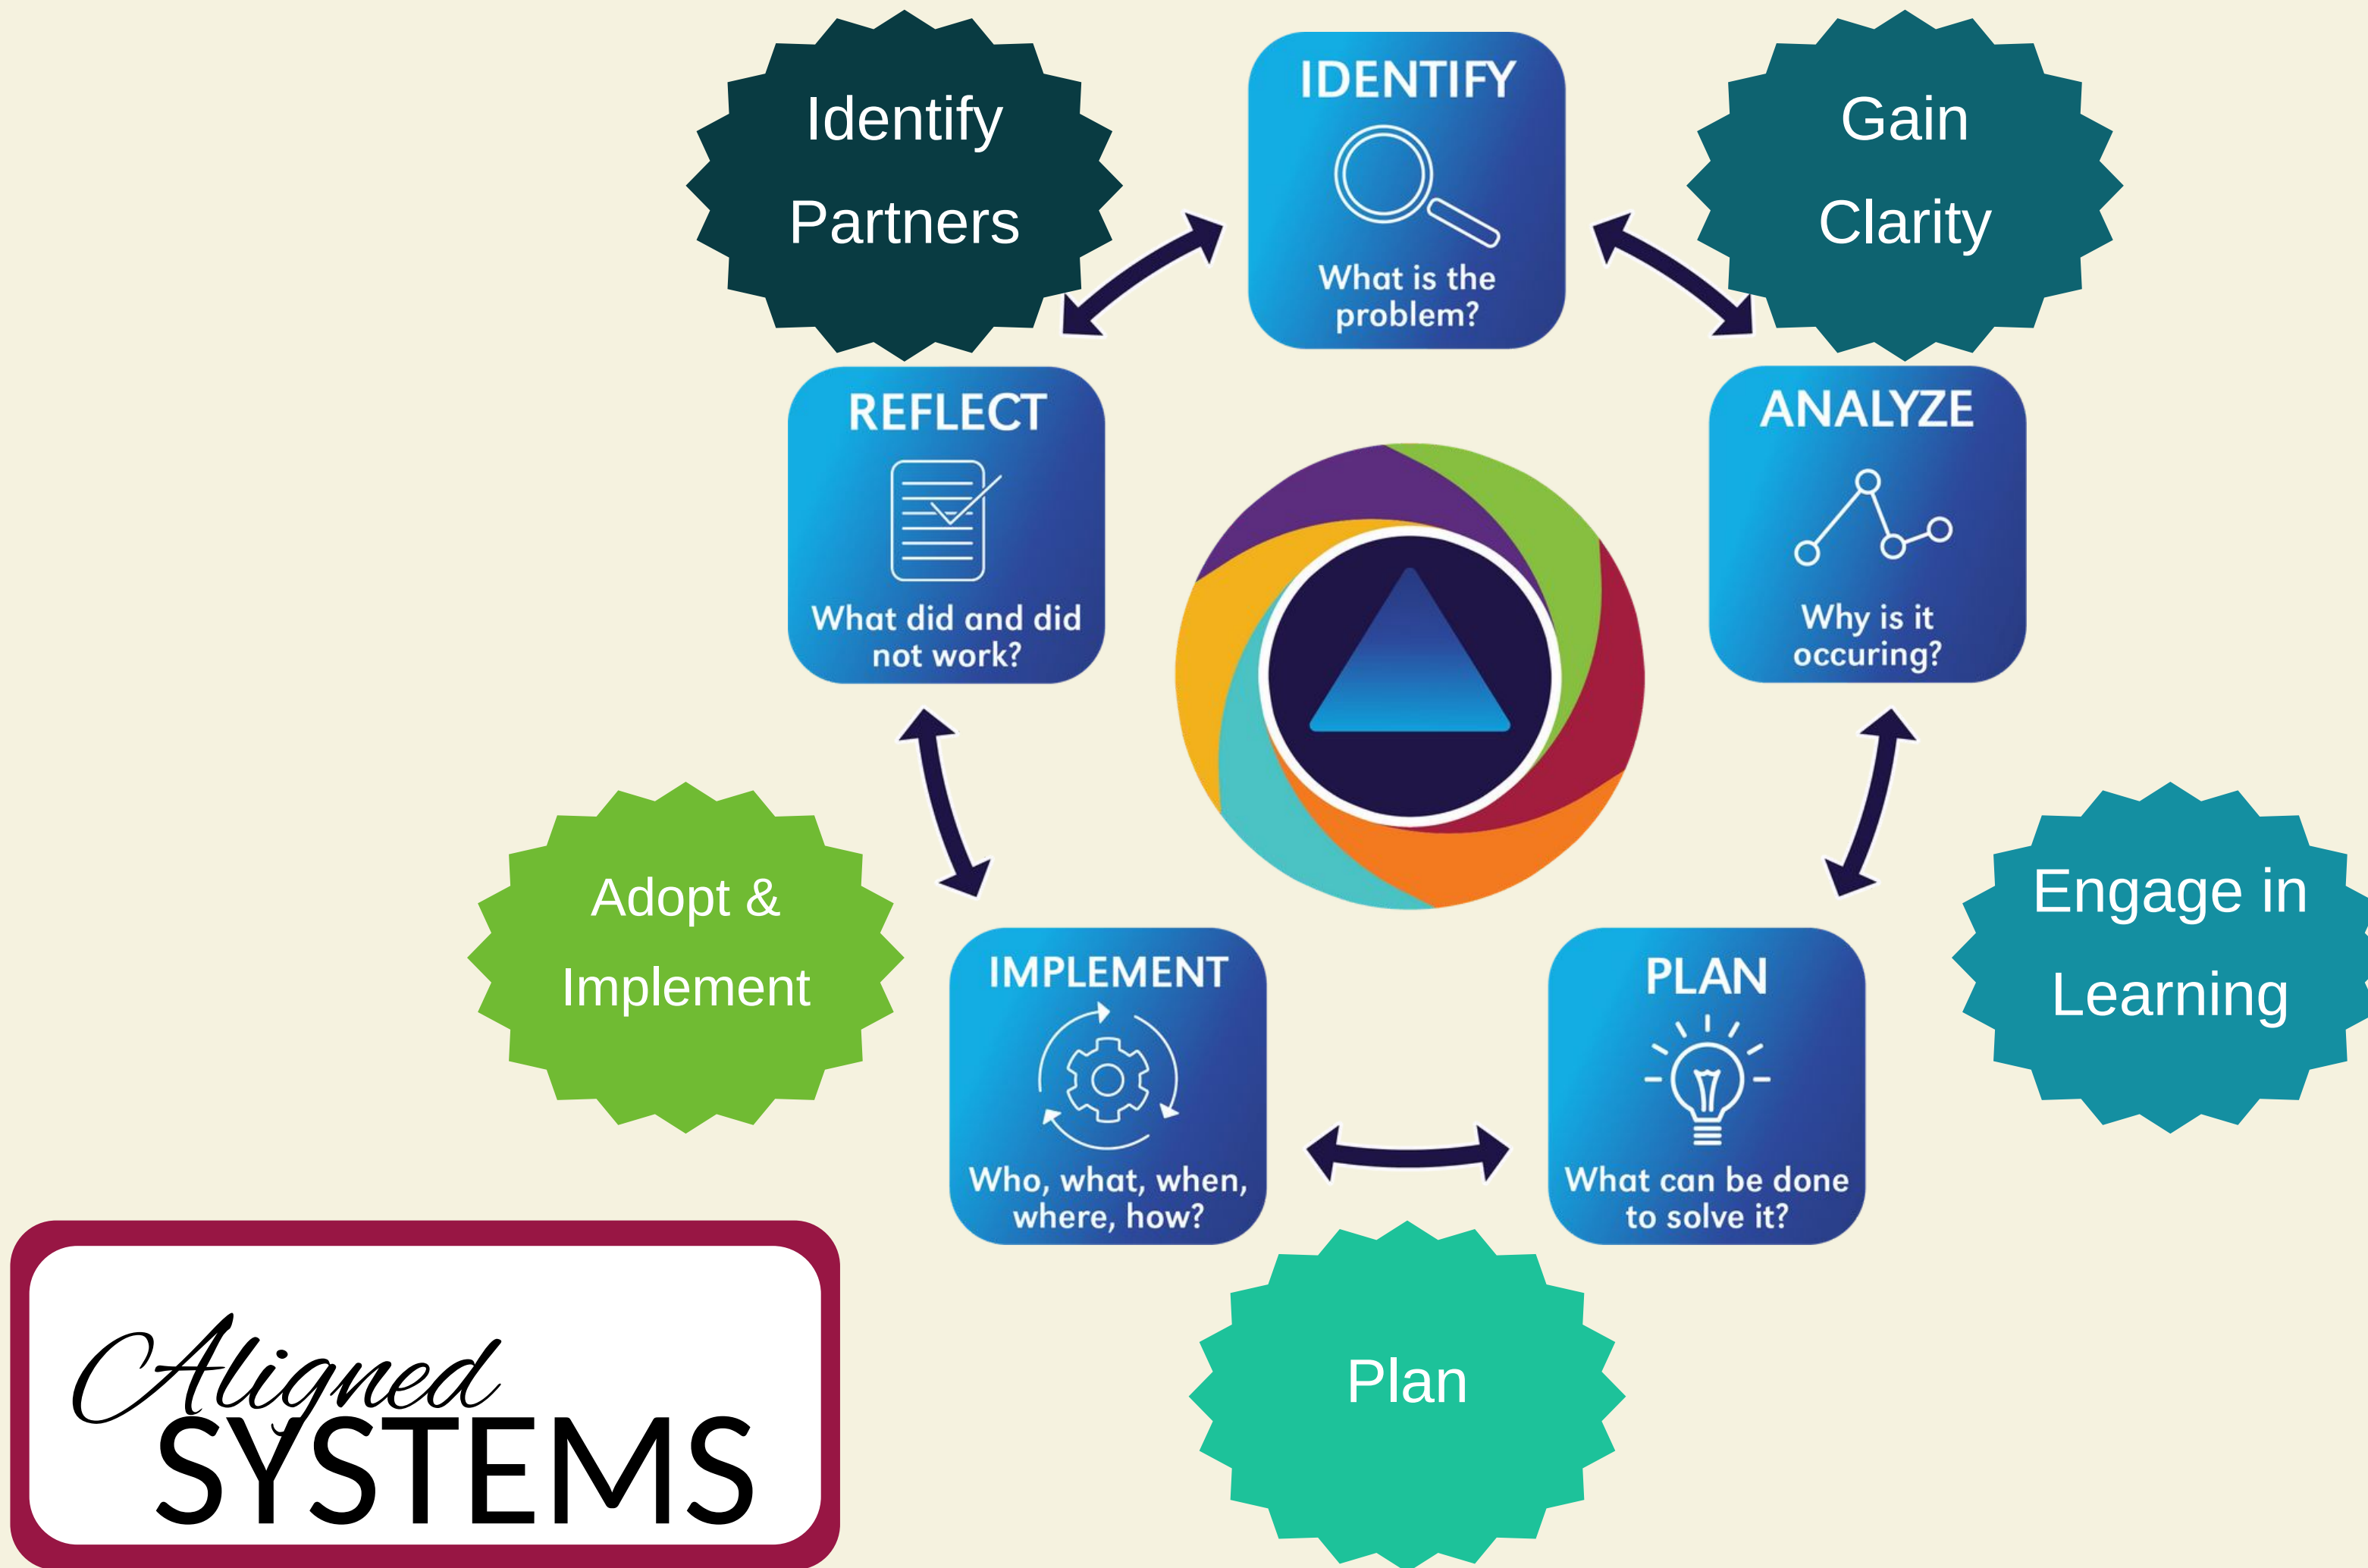 Identify
Partners
IDENTIFY
What is the
problem?
Gain
Clarity
REFLECT
What did and did
not work?
ANALYZE
Why is it
occuring?
Adopt &
Implement
Engage in
Learning
IMPLEMENT
Who, what, when,
where, how?
PLAN
What can be done
to solve it?
Plan
Aligned
SYSTEMS